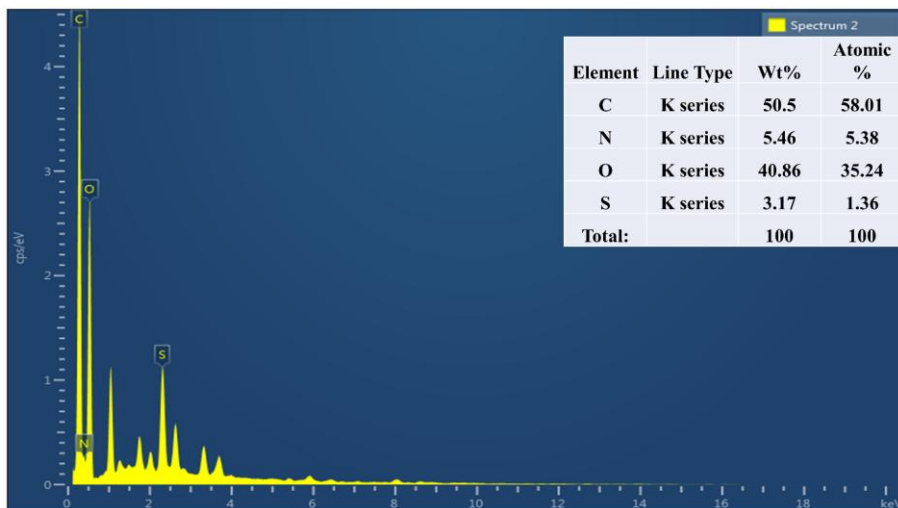 Spectrum 2
Element Line Type Wt% Atomic %
C K series 50.5 58.01
N K series 5.46 5.38
O K series 40.86 35.24
S K series 3.17 1.36
Total: 100 100
C
O
S
N
cps/eV
4
3
2
1
0
0 2 4 6 8 10 12 14 16 18 keV